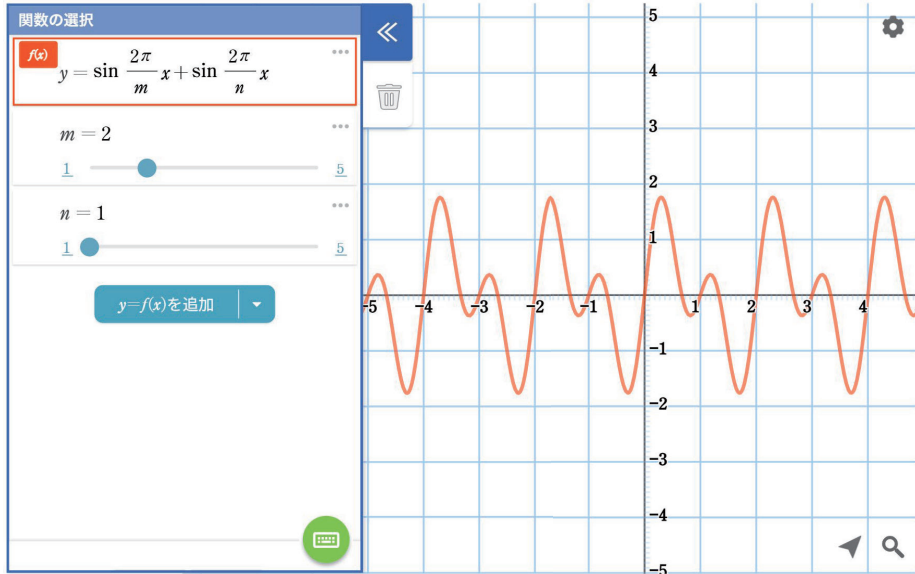 関数の選択
f(x)
y = sin 2π/m x + sin 2π/n x
m = 2
1 5
n = 1
1 5
y=f(x)を追加
5
4
3
2
1
-5 -4 -3 -2 -1 1 2 3 4
-1
-2
-3
-4
-5